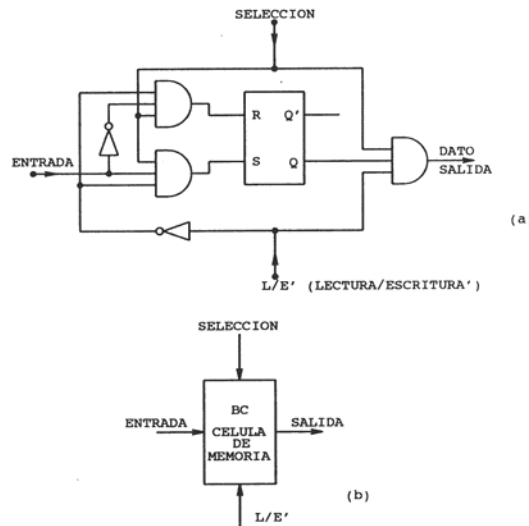 SELECCION
R Q'
S Q
ENTRADA
DATO
SALIDA
(a
L/E' (LECTURA/ESCRITURA')
SELECCION
BC
CELULA
DE
MEMORIA
ENTRADA
SALIDA
(b)
L/E'